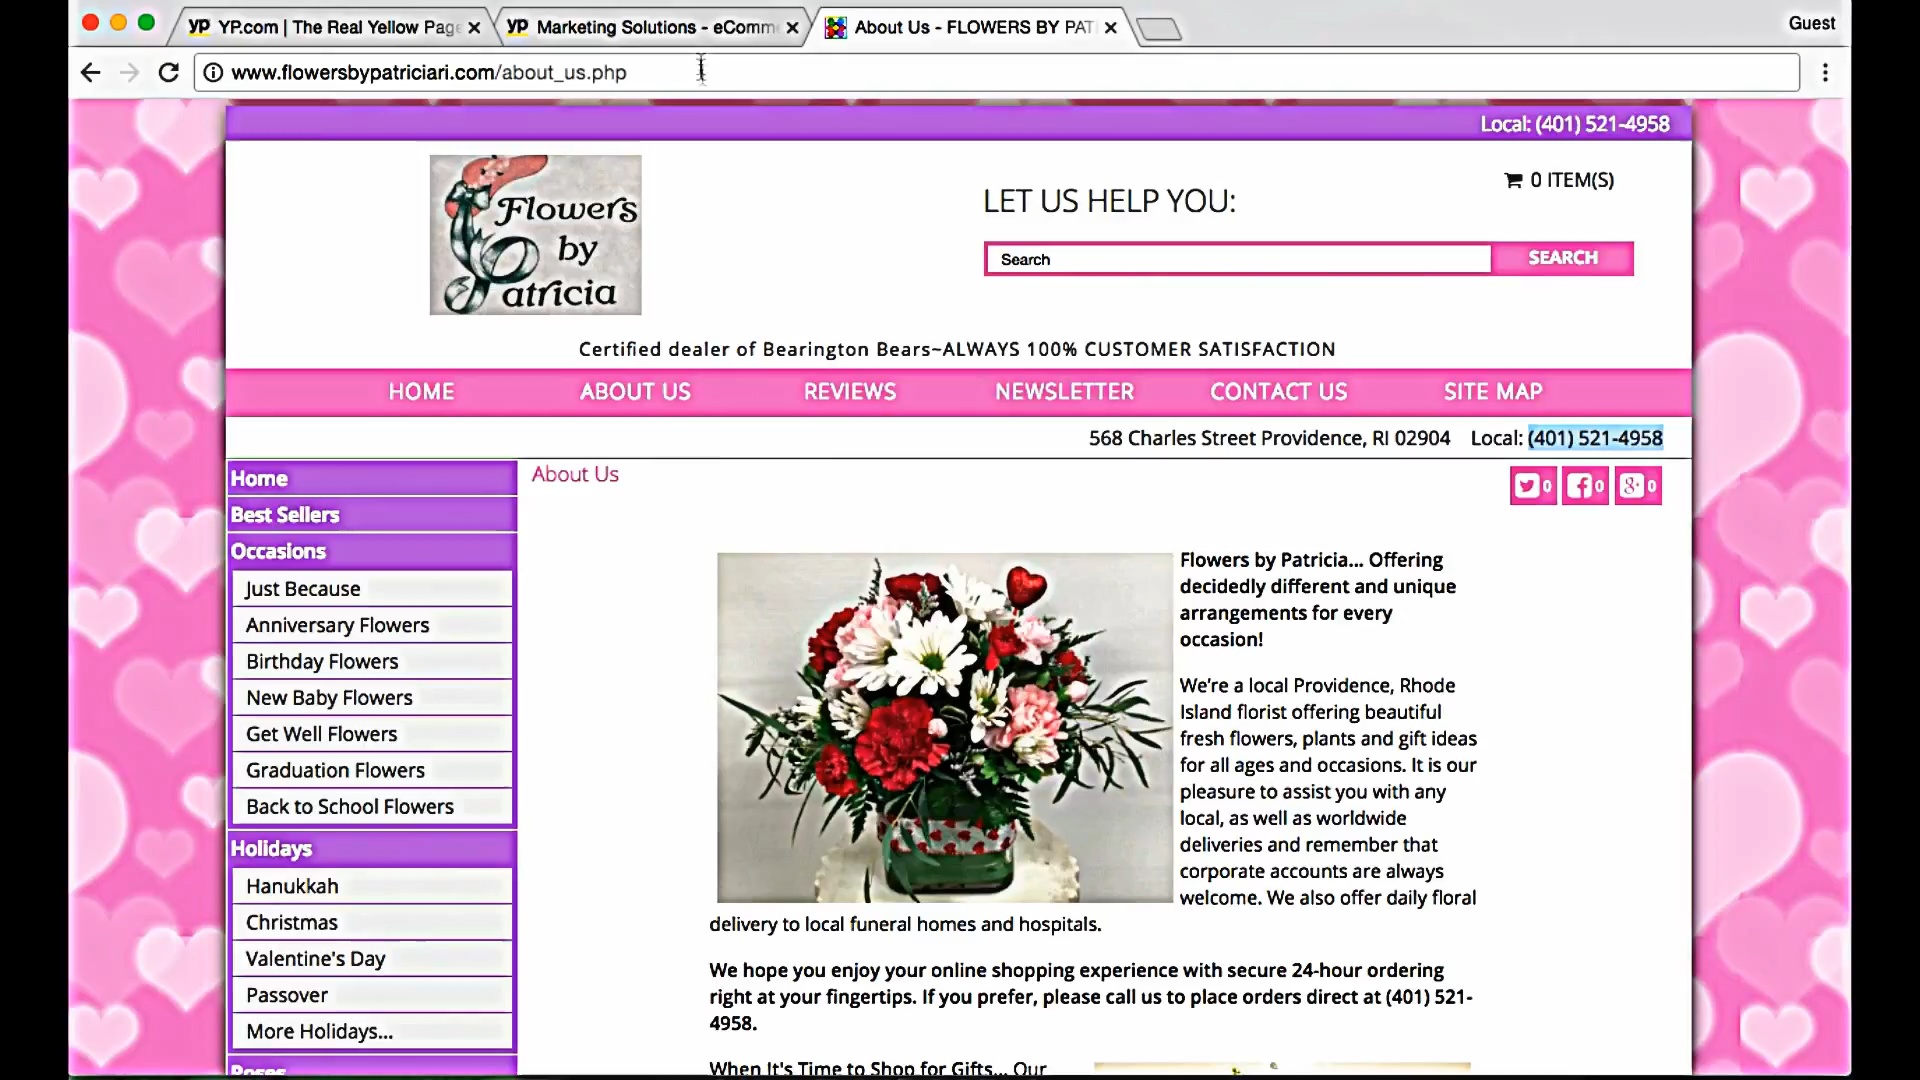 YP.com | The Real Yellow Page
Marketing Solutions - eComme
About Us - FLOWERS BY PAT
Guest
www.flowersbypatriciari.com/about_us.php
Local: (401) 521-4958
Flowers
by
Patricia
0 ITEM(S)
LET US HELP YOU:
Search
SEARCH
Certified dealer of Bearington Bears~ALWAYS 100% CUSTOMER SATISFACTION
HOME ABOUT US REVIEWS NEWSLETTER CONTACT US SITE MAP
568 Charles Street Providence, RI 02904 Local: (401) 521-4958
Home
Best Sellers
Occasions
Just Because
Anniversary Flowers
Birthday Flowers
New Baby Flowers
Get Well Flowers
Graduation Flowers
Back to School Flowers
Holidays
Hanukkah
Christmas
Valentine's Day
Passover
More Holidays...
Roses
About Us
0 0 0
Flowers by Patricia... Offering
decidedly different and unique
arrangements for every
occasion!
We're a local Providence, Rhode
Island florist offering beautiful
fresh flowers, plants and gift ideas
for all ages and occasions. It is our
pleasure to assist you with any
local, as well as worldwide
deliveries and remember that
corporate accounts are always
welcome. We also offer daily floral
delivery to local funeral homes and hospitals.
We hope you enjoy your online shopping experience with secure 24-hour ordering
right at your fingertips. If you prefer, please call us to place orders direct at (401) 521-
4958.
When It's Time to Shop for Gifts... Our